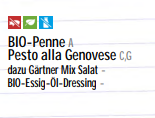 BIO-Penne A
Pesto alla Genovese C,G
dazu Gärtner Mix Salat -
BIO-Essig-Öl-Dressing -